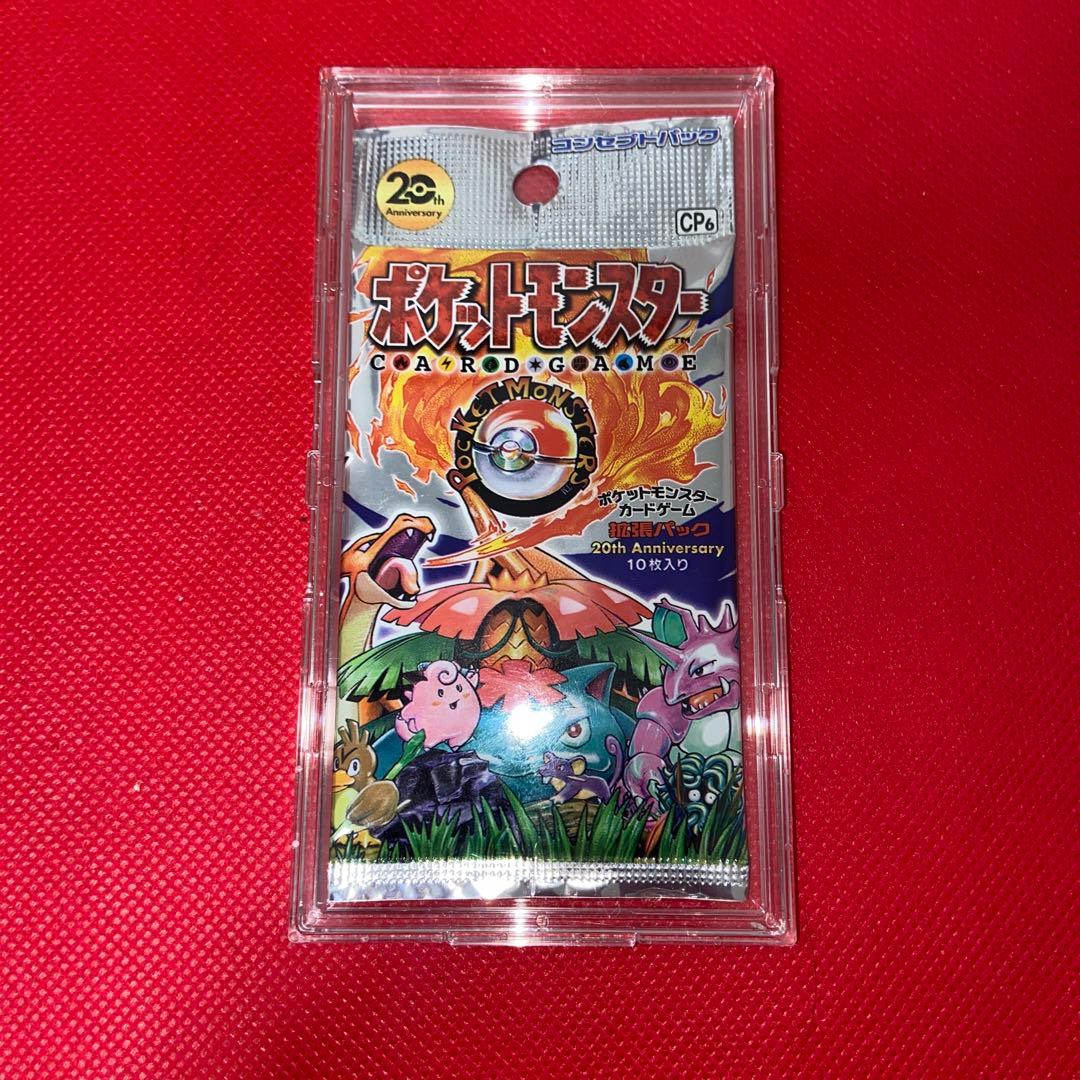 コンセプトパック
20th
Anniversary
CP6
ポケットモンスター
TM
CARD GAME
POCKET MONSTERS
ポケットモンスター
カードゲーム
拡張パック
20th Anniversary
10枚入り